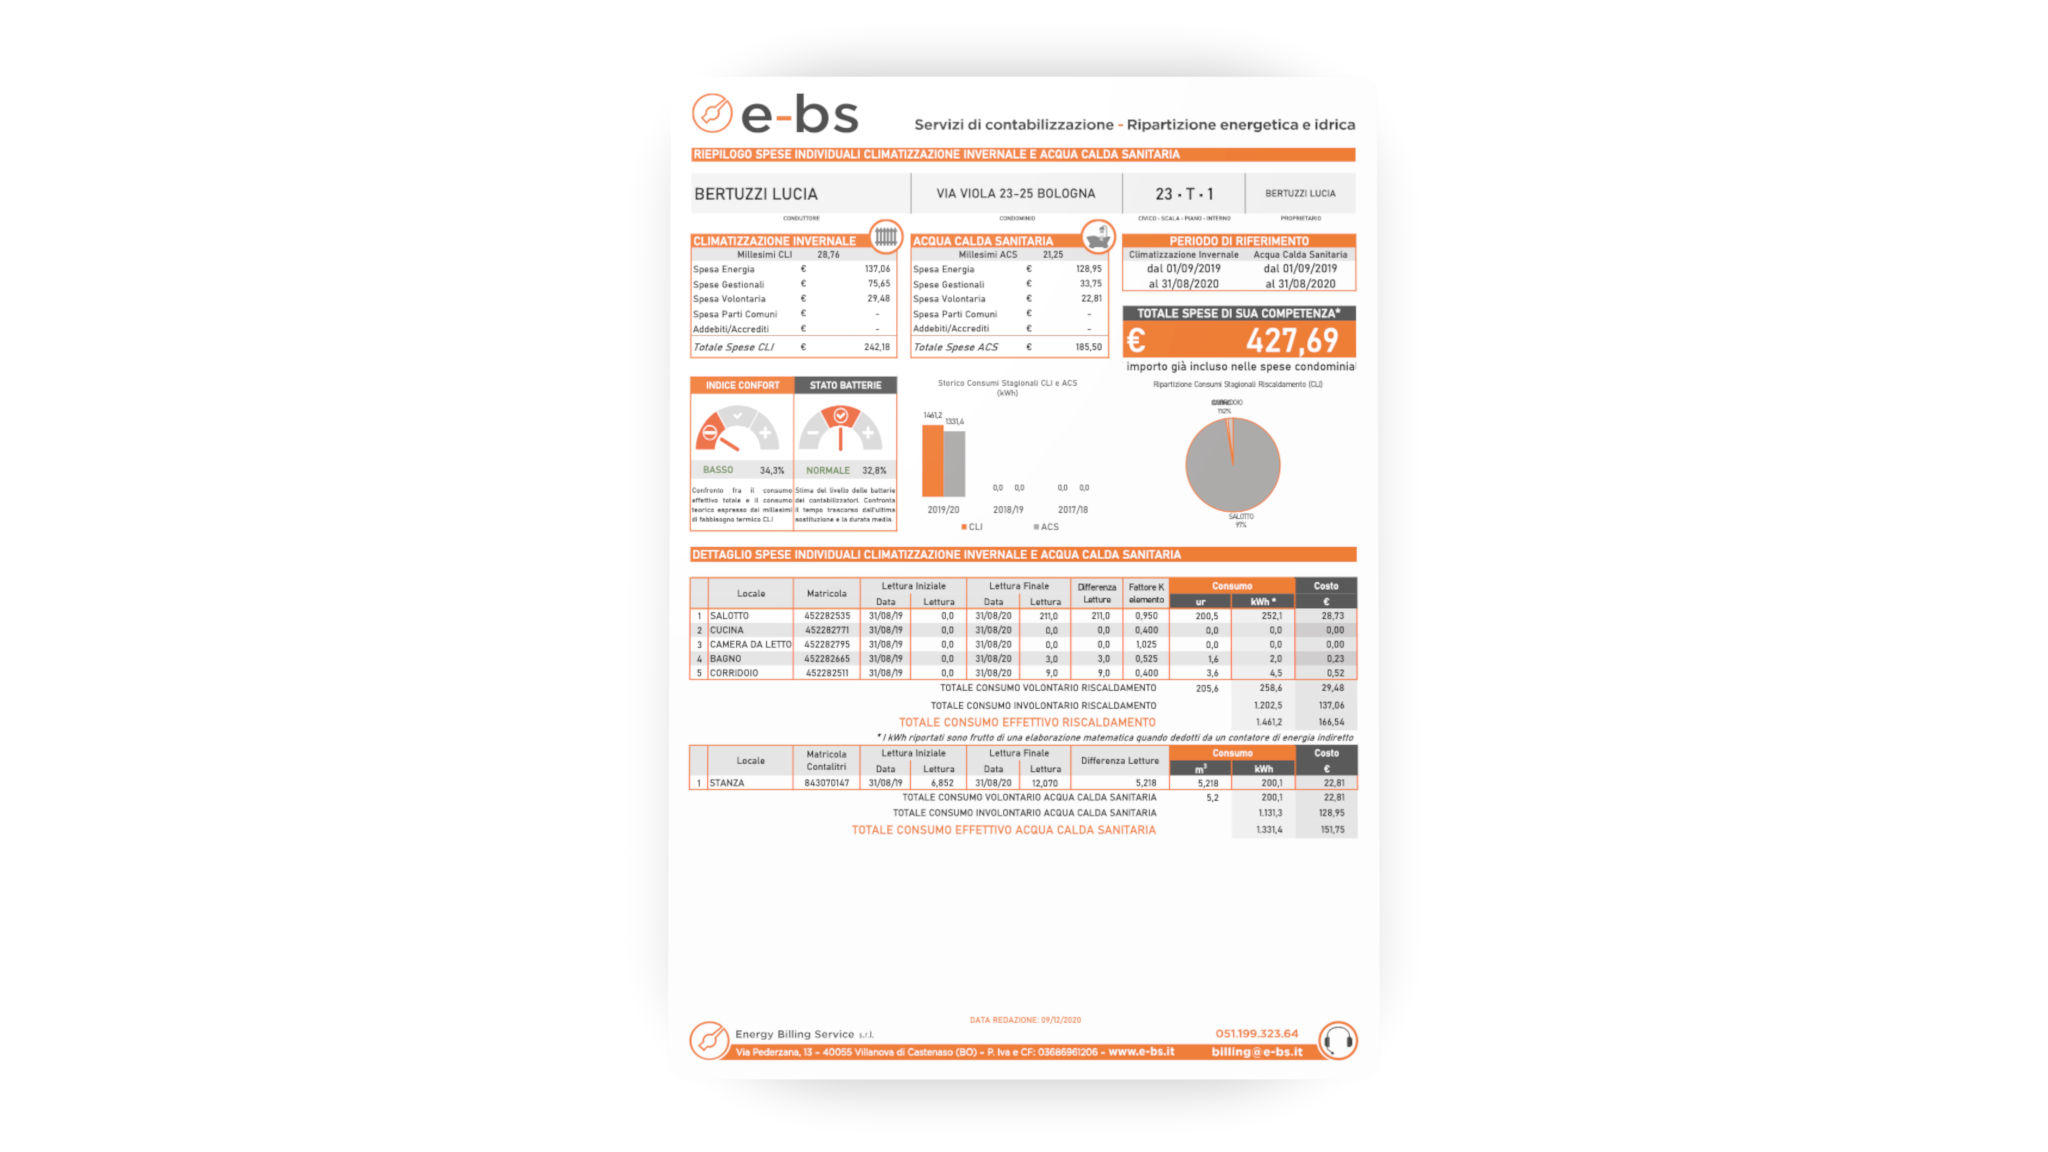 e-bs
Servizi di contabilizzazione - Ripartizione energetica e idrica
RIEPILOGO SPESE INDIVIDUALI CLIMATIZZAZIONE INVERNALE E ACQUA CALDA SANITARIA
BERTUZZI LUCIA VIA VIOLA 23-25 BOLOGNA 23 • T • 1 BERTUZZI LUCIA
CONDUTTORE CONDOMINIO CIVICO - SCALA - PIANO - INTERNO PROPRIETARIO
CLIMATIZZAZIONE INVERNALE
Millesimi CLI 28,76
Spesa Energia € 137,06
Spese Gestionali € 75,65
Spesa Volontaria € 29,48
Spesa Parti Comuni € -
Addebiti/Accrediti € -
Totale Spese CLI € 242,18
ACQUA CALDA SANITARIA
Millesimi ACS 21,25
Spesa Energia € 128,95
Spese Gestionali € 33,75
Spesa Volontaria € 22,81
Spesa Parti Comuni € -
Addebiti/Accrediti € -
Totale Spese ACS € 185,50
PERIODO DI RIFERIMENTO
Climatizzazione Invernale Acqua Calda Sanitaria
dal 01/09/2019 dal 01/09/2019
al 31/08/2020 al 31/08/2020
TOTALE SPESE DI SUA COMPETENZA*
€ 427,69
importo già incluso nelle spese condominia
INDICE CONFORT
BASSO 34,3%
Confronto fra il consumo
effettivo totale e il consumo
teorico espresso dai millesimi
di fabbisogno termico CLI
STATO BATTERIE
NORMALE 32,8%
Stima del livello delle batterie
dei contabilizzatori. Confronta
il tempo trascorso dall'ultima
sostituzione e la durata media.
Storico Consumi Stagionali CLI e ACS
(kWh)
1461,2
1331,4
0,0 0,0 0,0 0,0
2019/20 2018/19 2017/18
CLI ACS
Ripartizione Consumi Stagionali Riscaldamento (CLI)
SALOTTO
97%
DETTAGLIO SPESE INDIVIDUALI CLIMATIZZAZIONE INVERNALE E ACQUA CALDA SANITARIA
Locale Matricola Lettura Iniziale Lettura Finale Differenza Letture Fattore K elemento Consumo Costo
Data Lettura Data Lettura ur kWh * €
1 SALOTTO 452282535 31/08/19 0,0 31/08/20 211,0 211,0 0,950 200,5 252,1 28,73
2 CUCINA 452282771 31/08/19 0,0 31/08/20 0,0 0,0 0,400 0,0 0,0 0,00
3 CAMERA DA LETTO 452282795 31/08/19 0,0 31/08/20 0,0 0,0 1,025 0,0 0,0 0,00
4 BAGNO 452282665 31/08/19 0,0 31/08/20 3,0 3,0 0,525 1,6 2,0 0,23
5 CORRIDOIO 452282511 31/08/19 0,0 31/08/20 9,0 9,0 0,400 3,6 4,5 0,52
TOTALE CONSUMO VOLONTARIO RISCALDAMENTO 205,6 258,6 29,48
TOTALE CONSUMO INVOLONTARIO RISCALDAMENTO 1.202,5 137,06
TOTALE CONSUMO EFFETTIVO RISCALDAMENTO 1.461,2 166,54
* I kWh riportati sono frutto di una elaborazione matematica quando dedotti da un contatore di energia indiretto
Locale Matricola Contalitri Lettura Iniziale Lettura Finale Differenza Letture Consumo Costo
Data Lettura Data Lettura m³ kWh €
1 STANZA 843070147 31/08/19 6,852 31/08/20 12,070 5,218 5,218 200,1 22,81
TOTALE CONSUMO VOLONTARIO ACQUA CALDA SANITARIA 5,2 200,1 22,81
TOTALE CONSUMO INVOLONTARIO ACQUA CALDA SANITARIA 1.131,3 128,95
TOTALE CONSUMO EFFETTIVO ACQUA CALDA SANITARIA 1.331,4 151,75
DATA REDAZIONE: 09/12/2020
Energy Billing Service s.r.l. 051.199.323.64
Via Pederzana, 13 - 40055 Villanova di Castenaso (BO) - P. Iva e CF: 03686961206 - www.e-bs.it billing@e-bs.it